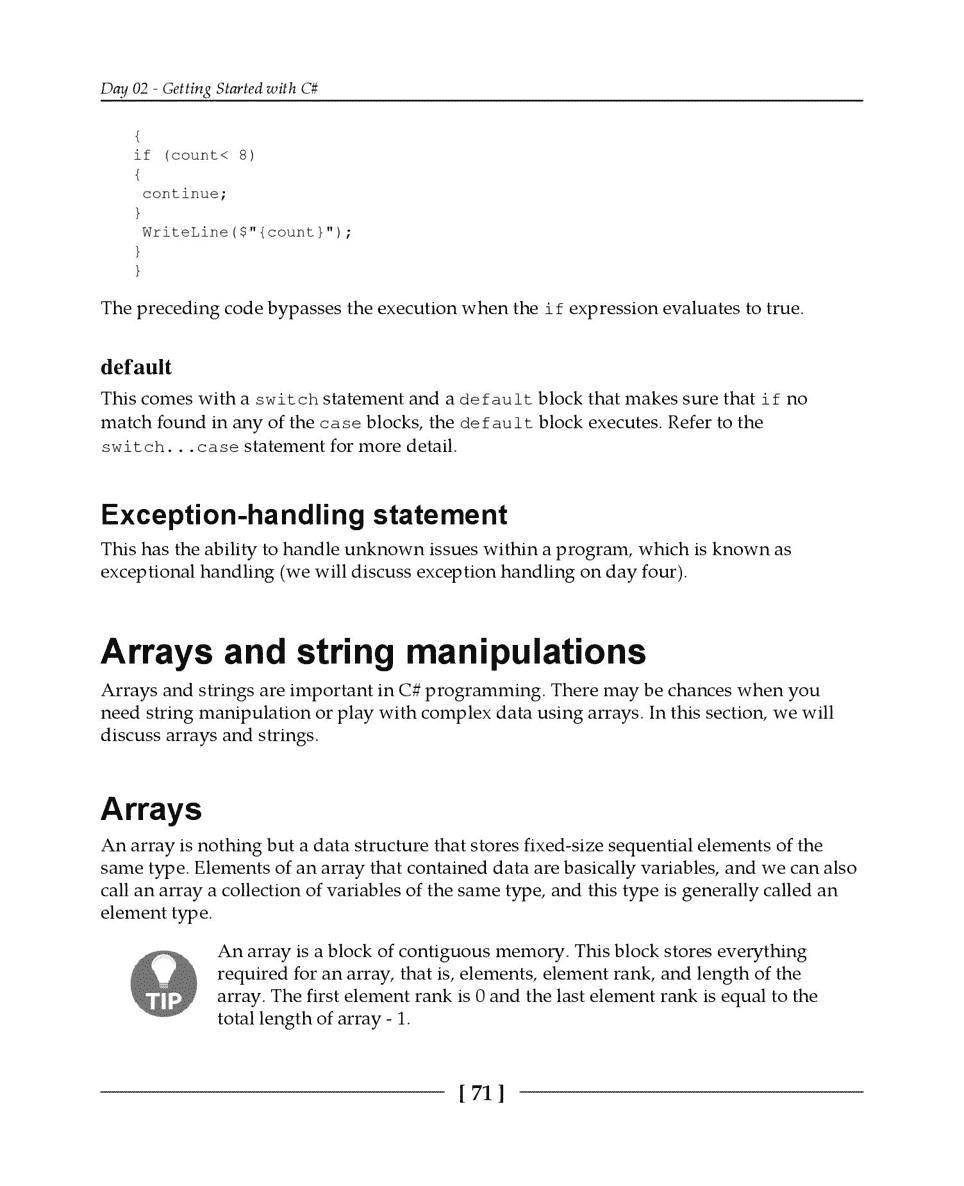 Day 02 - Getting Started with C#
{
if (count< 8)
{
continue;
}
WriteLine($"{count}");
}
}
The preceding code bypasses the execution when the if expression evaluates to true.
default
This comes with a switch statement and a default block that makes sure that if no
match found in any of the case blocks, the default block executes. Refer to the
switch...case statement for more detail.
Exception-handling statement
This has the ability to handle unknown issues within a program, which is known as
exceptional handling (we will discuss exception handling on day four).
Arrays and string manipulations
Arrays and strings are important in C# programming. There may be chances when you
need string manipulation or play with complex data using arrays. In this section, we will
discuss arrays and strings.
Arrays
An array is nothing but a data structure that stores fixed-size sequential elements of the
same type. Elements of an array that contained data are basically variables, and we can also
call an array a collection of variables of the same type, and this type is generally called an
element type.
An array is a block of contiguous memory. This block stores everything
required for an array, that is, elements, element rank, and length of the
array. The first element rank is 0 and the last element rank is equal to the
total length of array - 1.
TIP
[ 71 ]